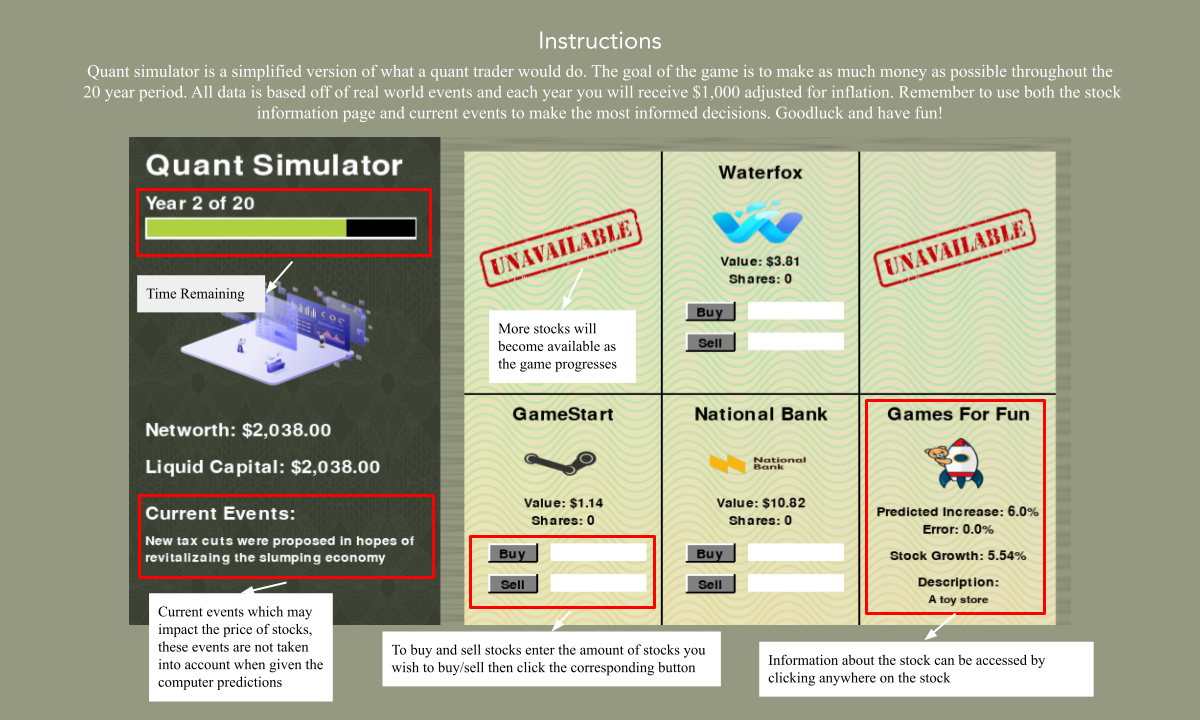 Instructions
Quant simulator is a simplified version of what a quant trader would do. The goal of the game is to make as much money as possible throughout the
20 year period. All data is based off of real world events and each year you will receive $1,000 adjusted for inflation. Remember to use both the stock
information page and current events to make the most informed decisions. Goodluck and have fun!
Quant Simulator
Year 2 of 20
Time Remaining
Networth: $2,038.00
Liquid Capital: $2,038.00
Current Events:
New tax cuts were proposed in hopes of
revitalizaing the slumping economy
Current events which may
impact the price of stocks,
these events are not taken
into account when given the
computer predictions
UNAVAILABLE
More stocks will
become available as
the game progresses
Waterfox
Value: $3.81
Shares: 0
Buy
Sell
UNAVAILABLE
GameStart
Value: $1.14
Shares: 0
Buy
Sell
To buy and sell stocks enter the amount of stocks you
wish to buy/sell then click the corresponding button
National Bank
National
Bank
Value: $10.82
Shares: 0
Buy
Sell
Games For Fun
Predicted Increase: 6.0%
Error: 0.0%
Stock Growth: 5.54%
Description:
A toy store
Information about the stock can be accessed by
clicking anywhere on the stock